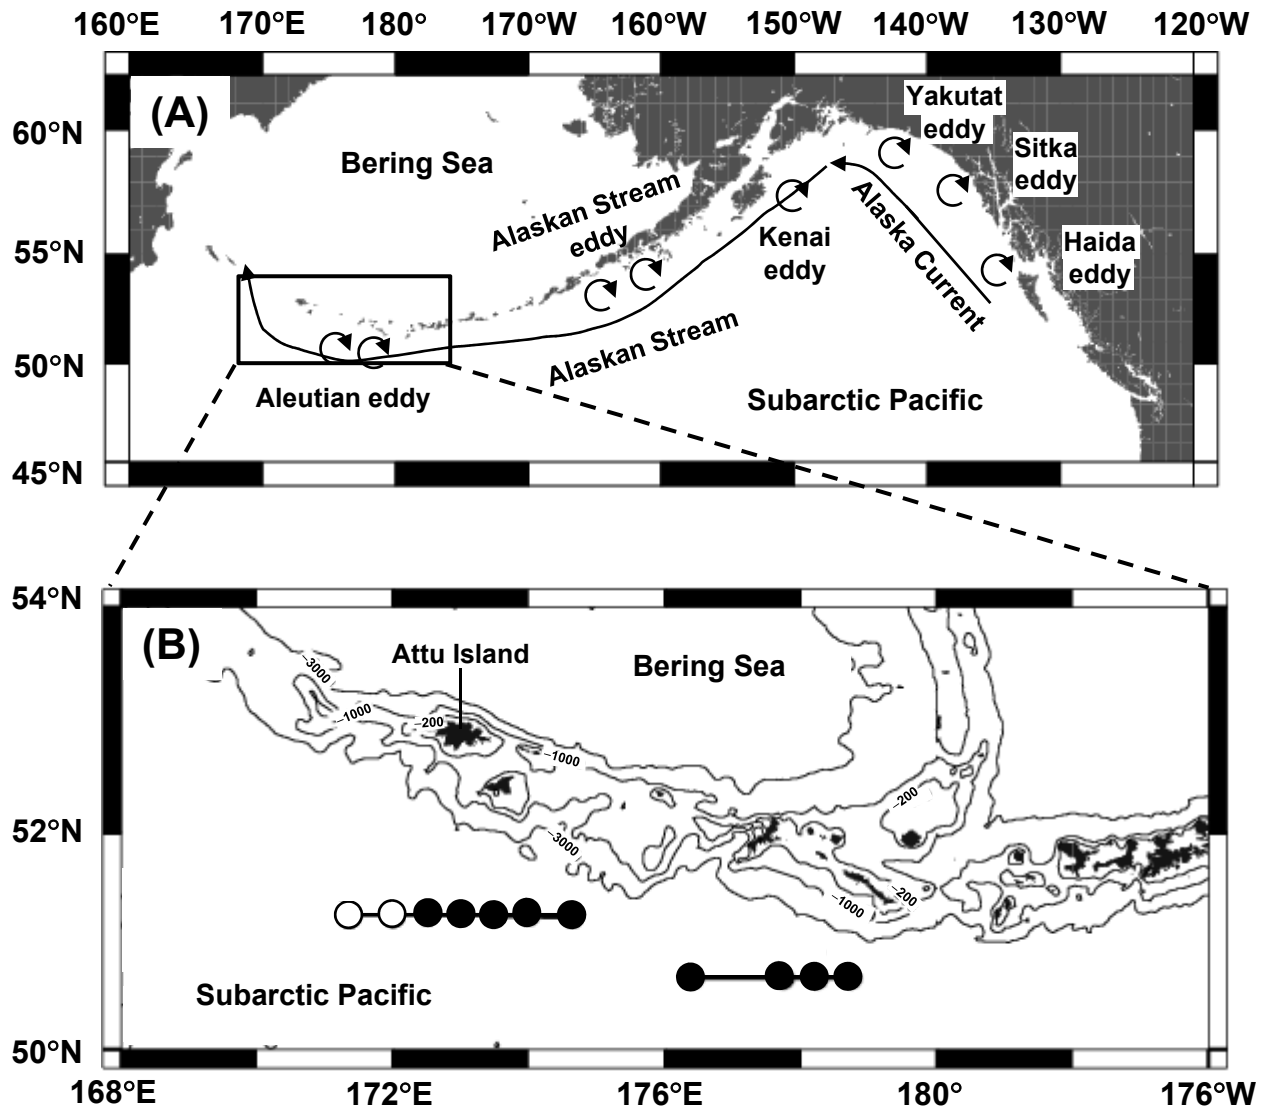 160°E 170°E 180° 170°W 160°W 150°W 140°W 130°W 120°W
(A)
Yakutat
eddy
60°N
Sitka
eddy
Bering Sea
Alaskan Stream
eddy
Alaska Current
Kenai
eddy
Haida
eddy
55°N
Alaskan Stream
50°N
Aleutian eddy
Subarctic Pacific
45°N
54°N
(B)
Attu Island
Bering Sea
−3000
−1000
−200
−1000
−200
52°N
−3000
−200
−1000
Subarctic Pacific
50°N
168°E 172°E 176°E 180° 176°W